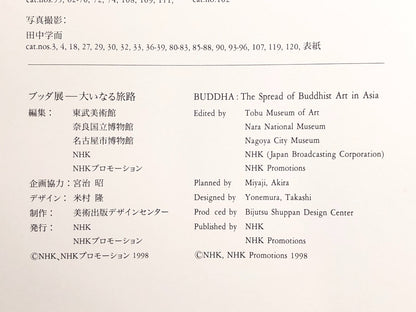 写真撮影:
田中学而
cat.nos.3, 4, 18, 27, 29, 30, 32, 33, 36-39, 80-83, 85-88, 90, 93-96, 107, 119, 120, 表紙
ブッダ展―大いなる旅路
編集: 東武美術館
奈良国立博物館
名古屋市博物館
NHK
NHKプロモーション
企画協力: 宮治 昭
デザイン: 米村 隆
制作: 美術出版デザインセンター
発行: NHK
NHKプロモーション
©NHK、NHKプロモーション 1998
BUDDHA: The Spread of Buddhist Art in Asia
Edited by Tobu Museum of Art
Nara National Museum
Nagoya City Museum
NHK (Japan Broadcasting Corporation)
NHK Promotions
Planned by Miyaji, Akira
Designed by Yonemura, Takashi
Prod ced by Bijutsu Shuppan Design Center
Published by NHK
NHK Promotions
©NHK, NHK Promotions 1998